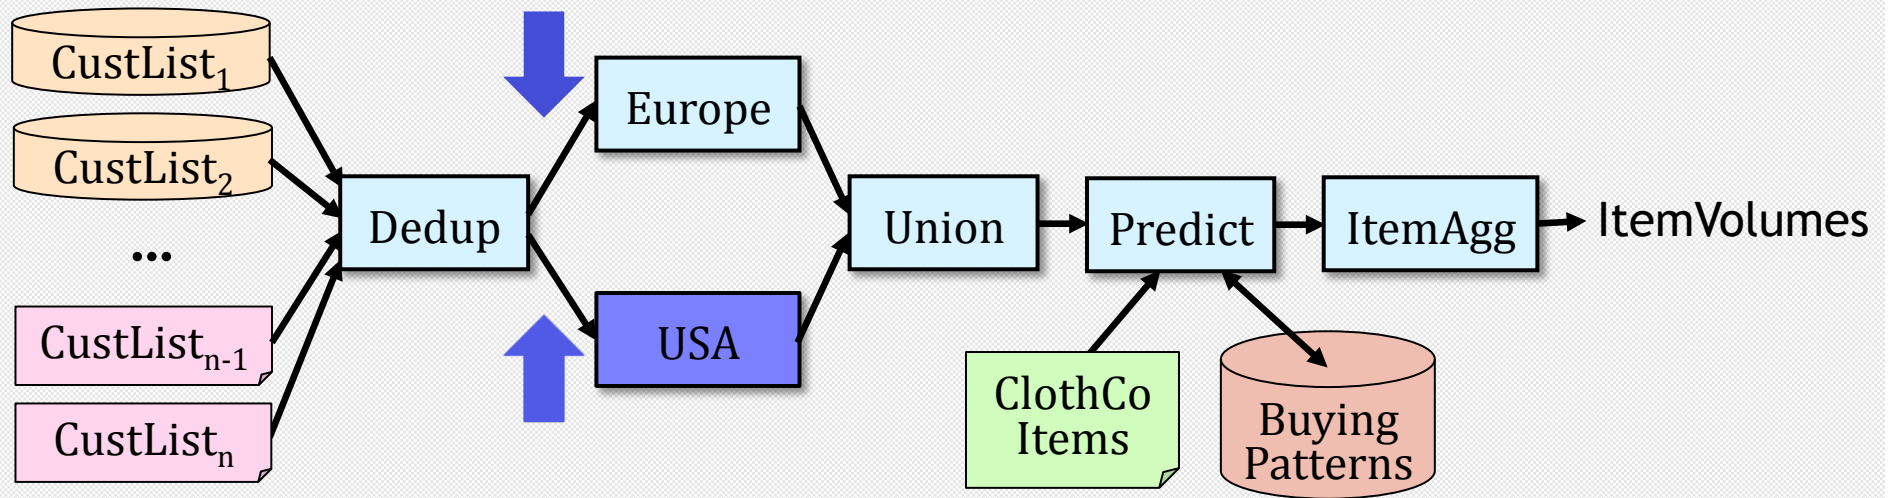 CustList₁
CustList₂
...
CustListₙ₋₁
CustListₙ
Dedup
Europe
USA
Union
Predict
ItemAgg
ItemVolumes
ClothCo
Items
Buying
Patterns